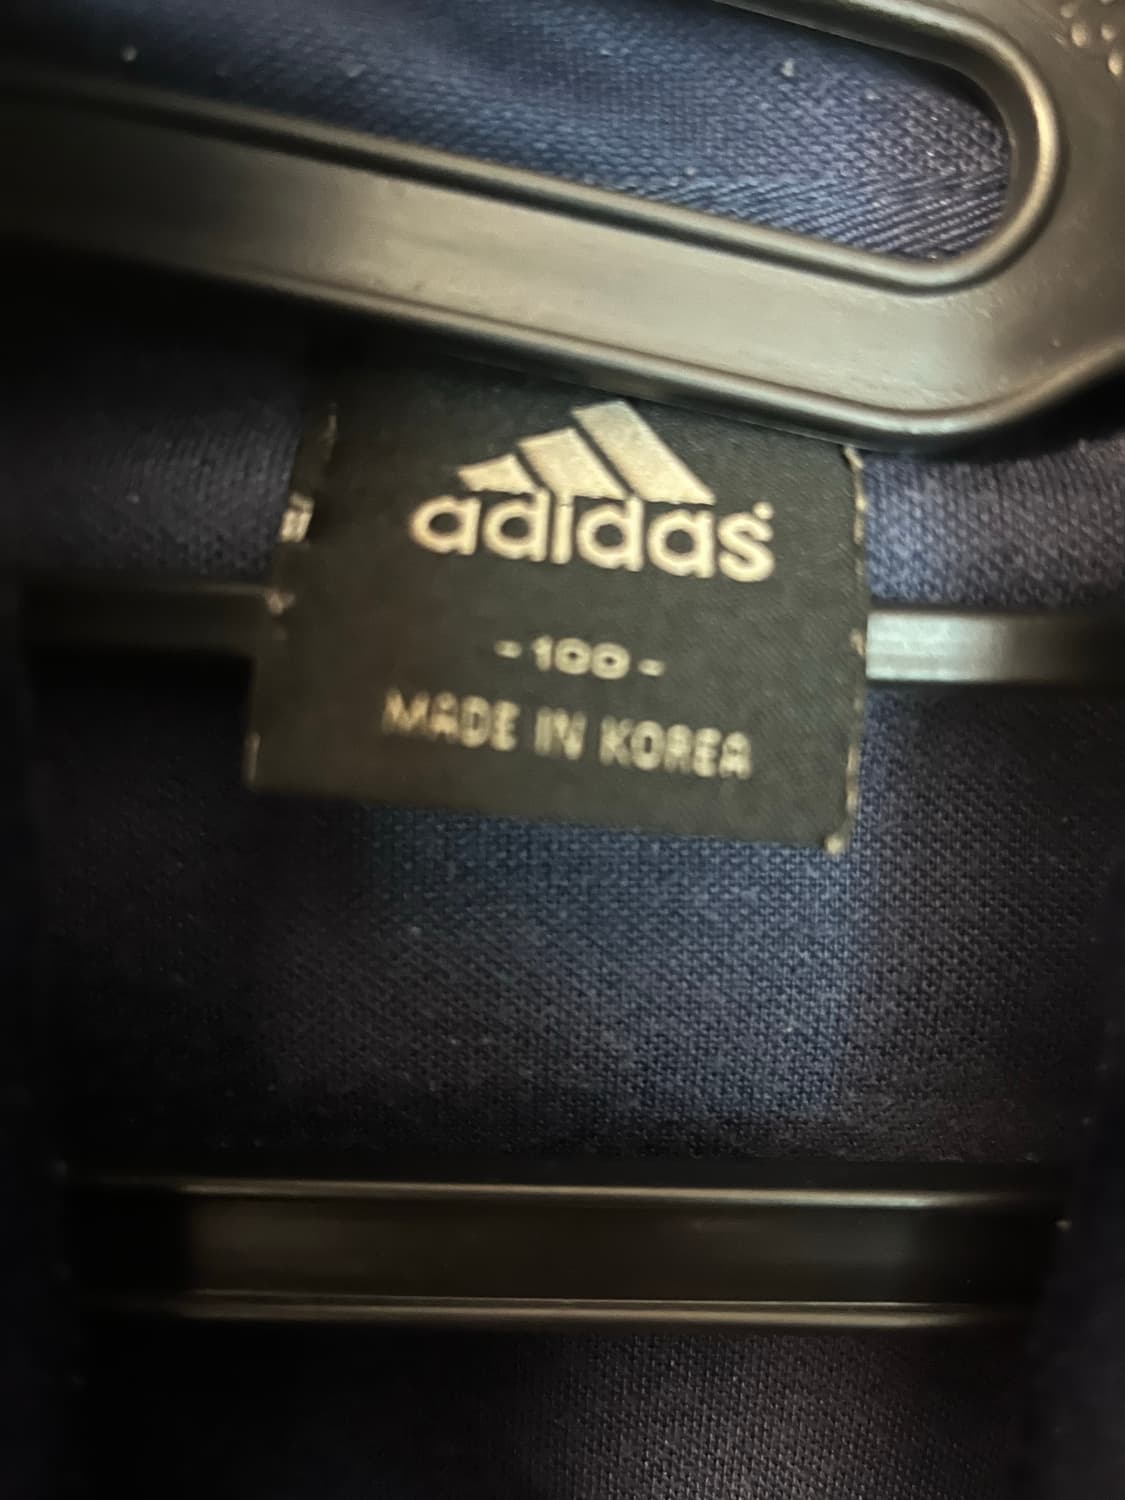 adidas
- 100 -
MADE IN KOREA